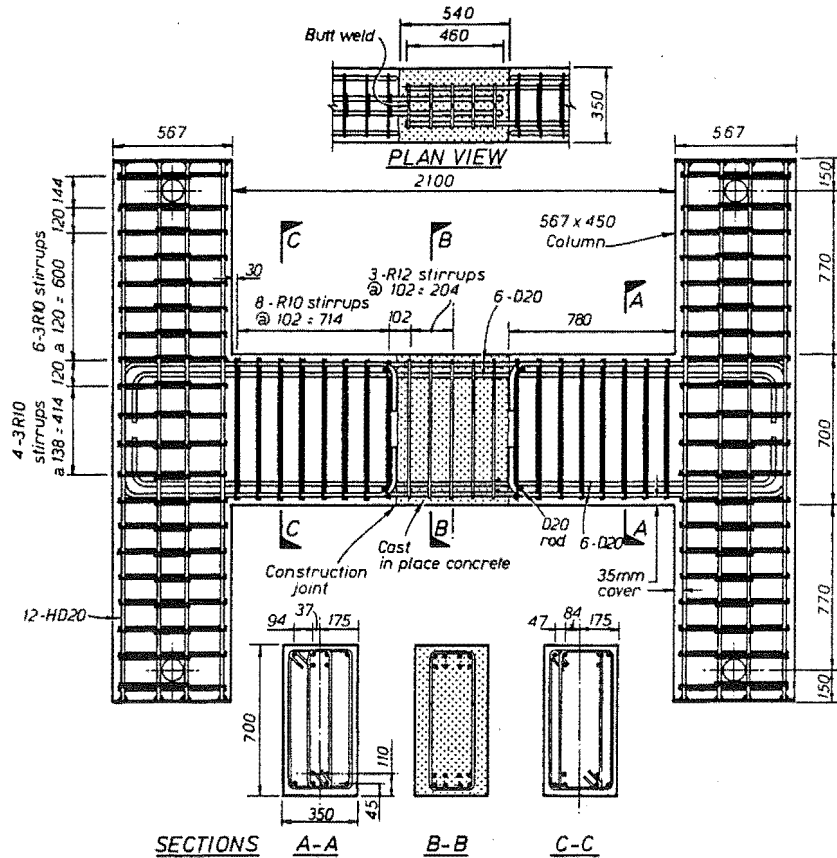 540
Butt weld
460
350
PLAN VIEW
567
567
2100
144
120
6-3R10 stirrups
a 120 = 600
120
4-3R10
stirrups
a 138 = 414
30
C
B
A
3-R12 stirrups
@ 102 = 204
8-R10 stirrups
@ 102 = 714
102
6-D20
780
567 x 450
Column
150
770
700
770
150
C
B
A
Construction
joint
Cast
in place concrete
D20
rod
6-D20
35mm
cover
12-HD20
94
37
175
47
84
175
700
110
45
350
SECTIONS A-A B-B C-C